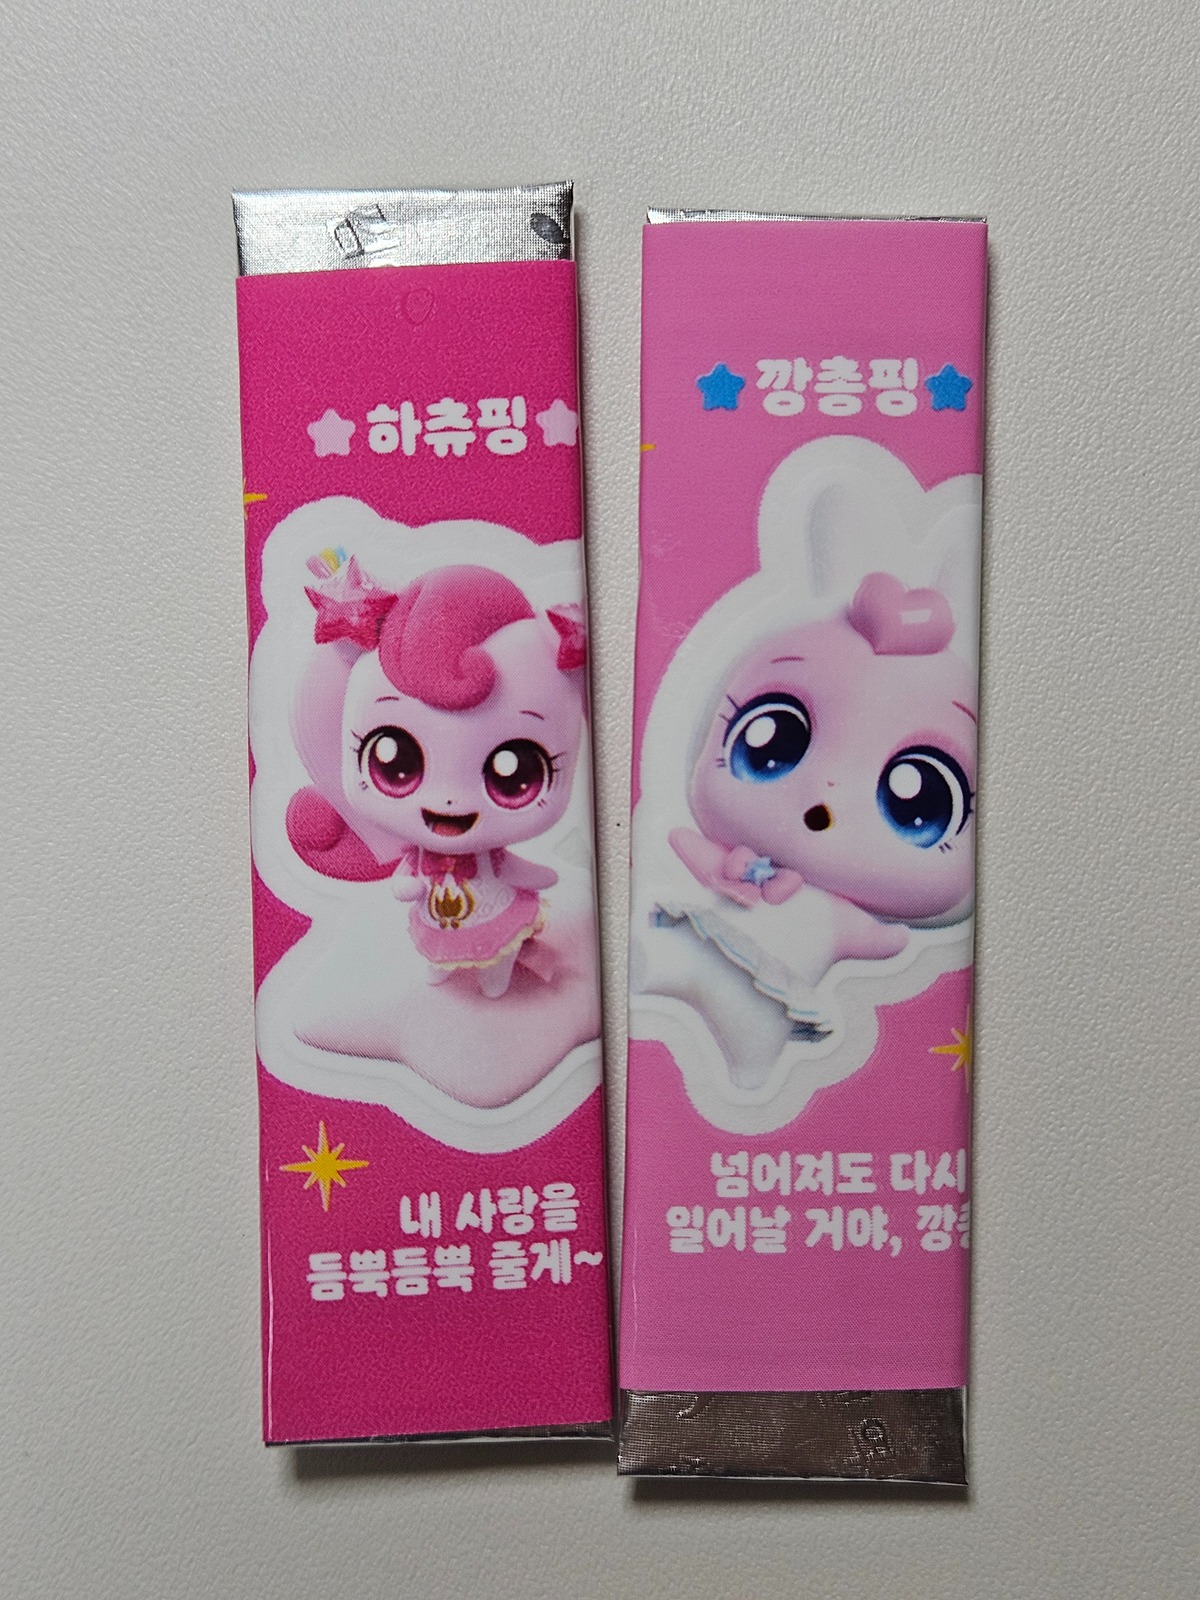 하츄핑
내 사랑을
듬뿍듬뿍 줄게~
깡총핑
넘어져도 다시
일어날 거야,